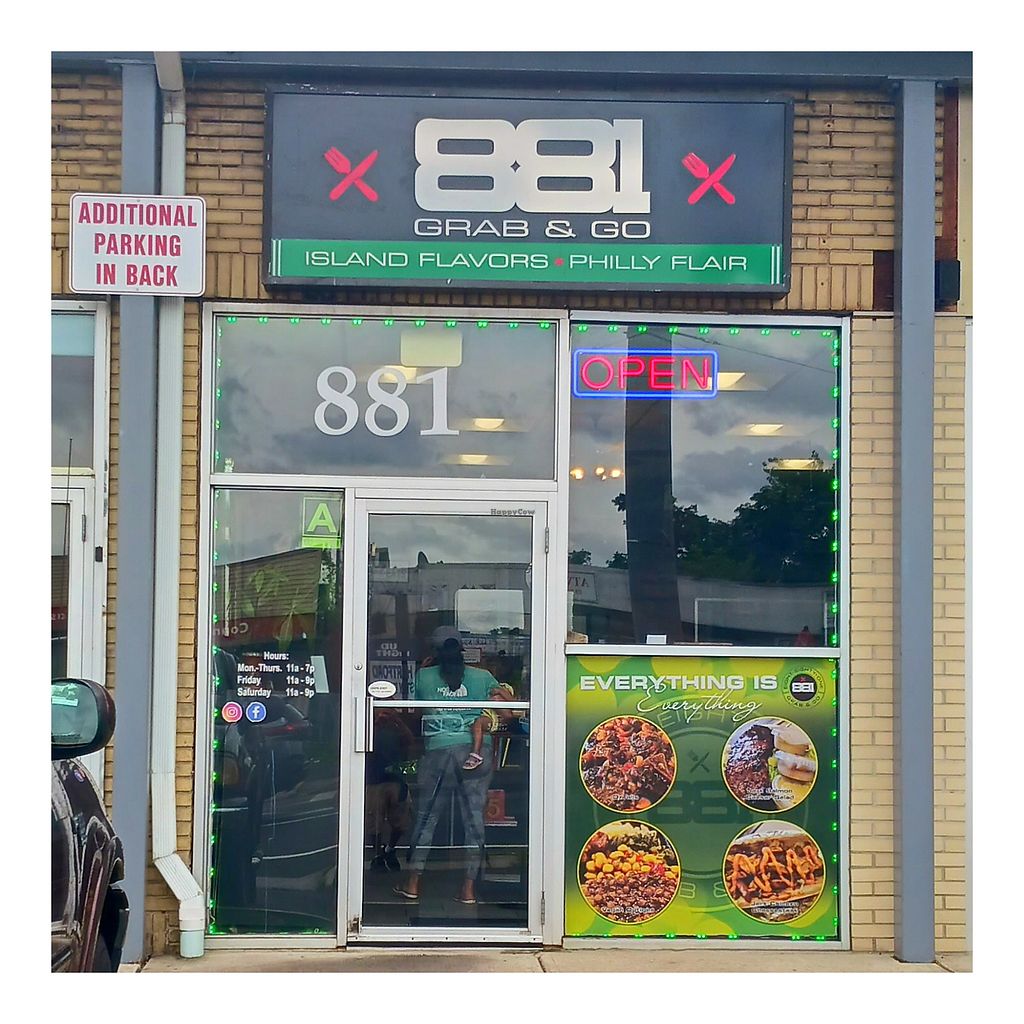 881
GRAB & GO
ISLAND FLAVORS • PHILLY FLAIR
ADDITIONAL
PARKING
IN BACK
881
OPEN
A
HappyCow
Hours:
Mon.-Thurs. 11a - 7p
Friday 11a - 9p
Saturday 11a - 9p
EVERYTHING IS
Everything
881